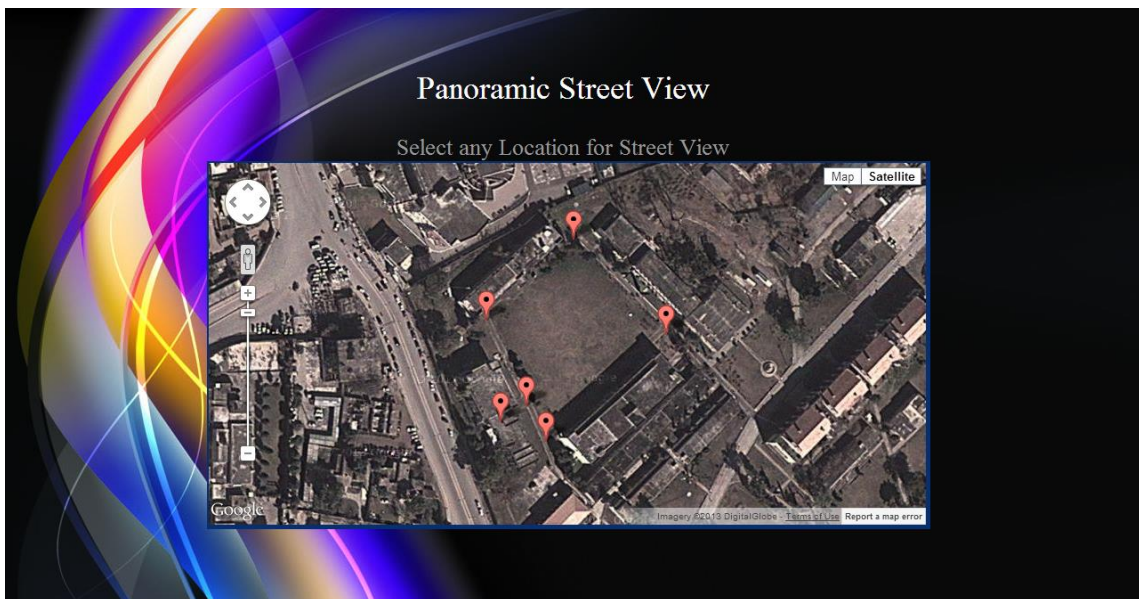 Panoramic Street View
Select any Location for Street View
Map Satellite
Google
Imagery ©2013 DigitalGlobe - Terms of Use Report a map error